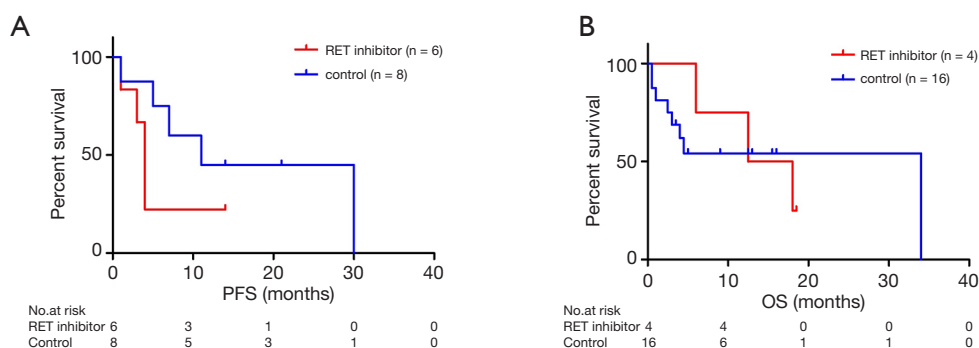 A
100
50
0
Percent survival
RET inhibitor (n = 6)
control (n = 8)
0 10 20 30 40
PFS (months)
No.at risk
RET inhibitor 6 3 1 0 0
Control 8 5 3 1 0
B
100
50
0
Percent survival
RET inhibitor (n = 4)
control (n = 16)
0 10 20 30 40
OS (months)
No.at risk
RET inhibitor 4 4 0 0 0
Control 16 6 1 1 0